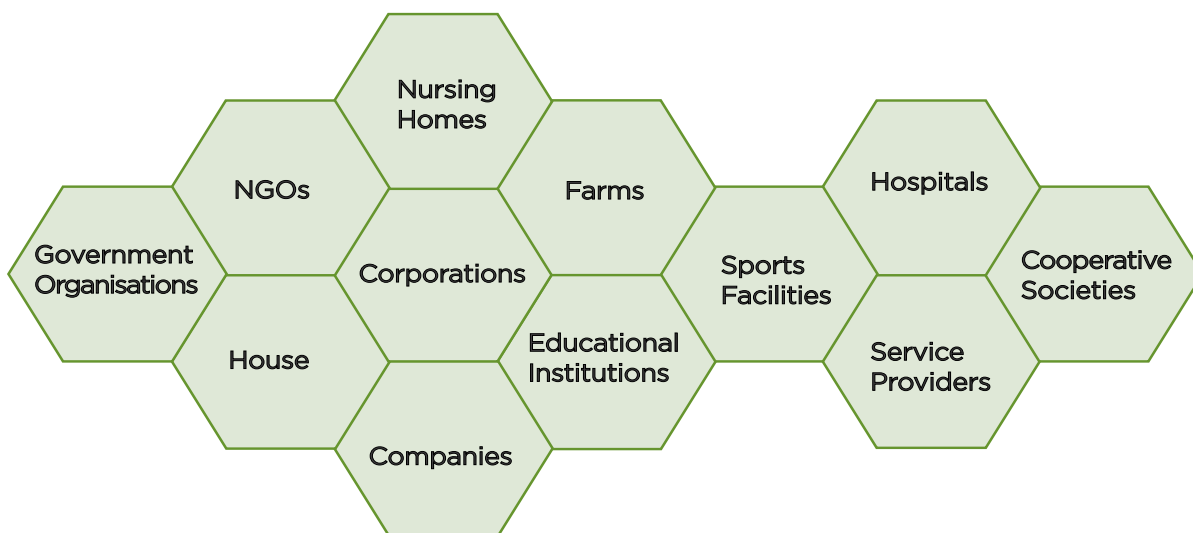 Nursing
Homes
NGOs
Farms
Hospitals
Government
Organisations
Corporations
Sports
Facilities
Cooperative
Societies
House
Educational
Institutions
Service
Providers
Companies